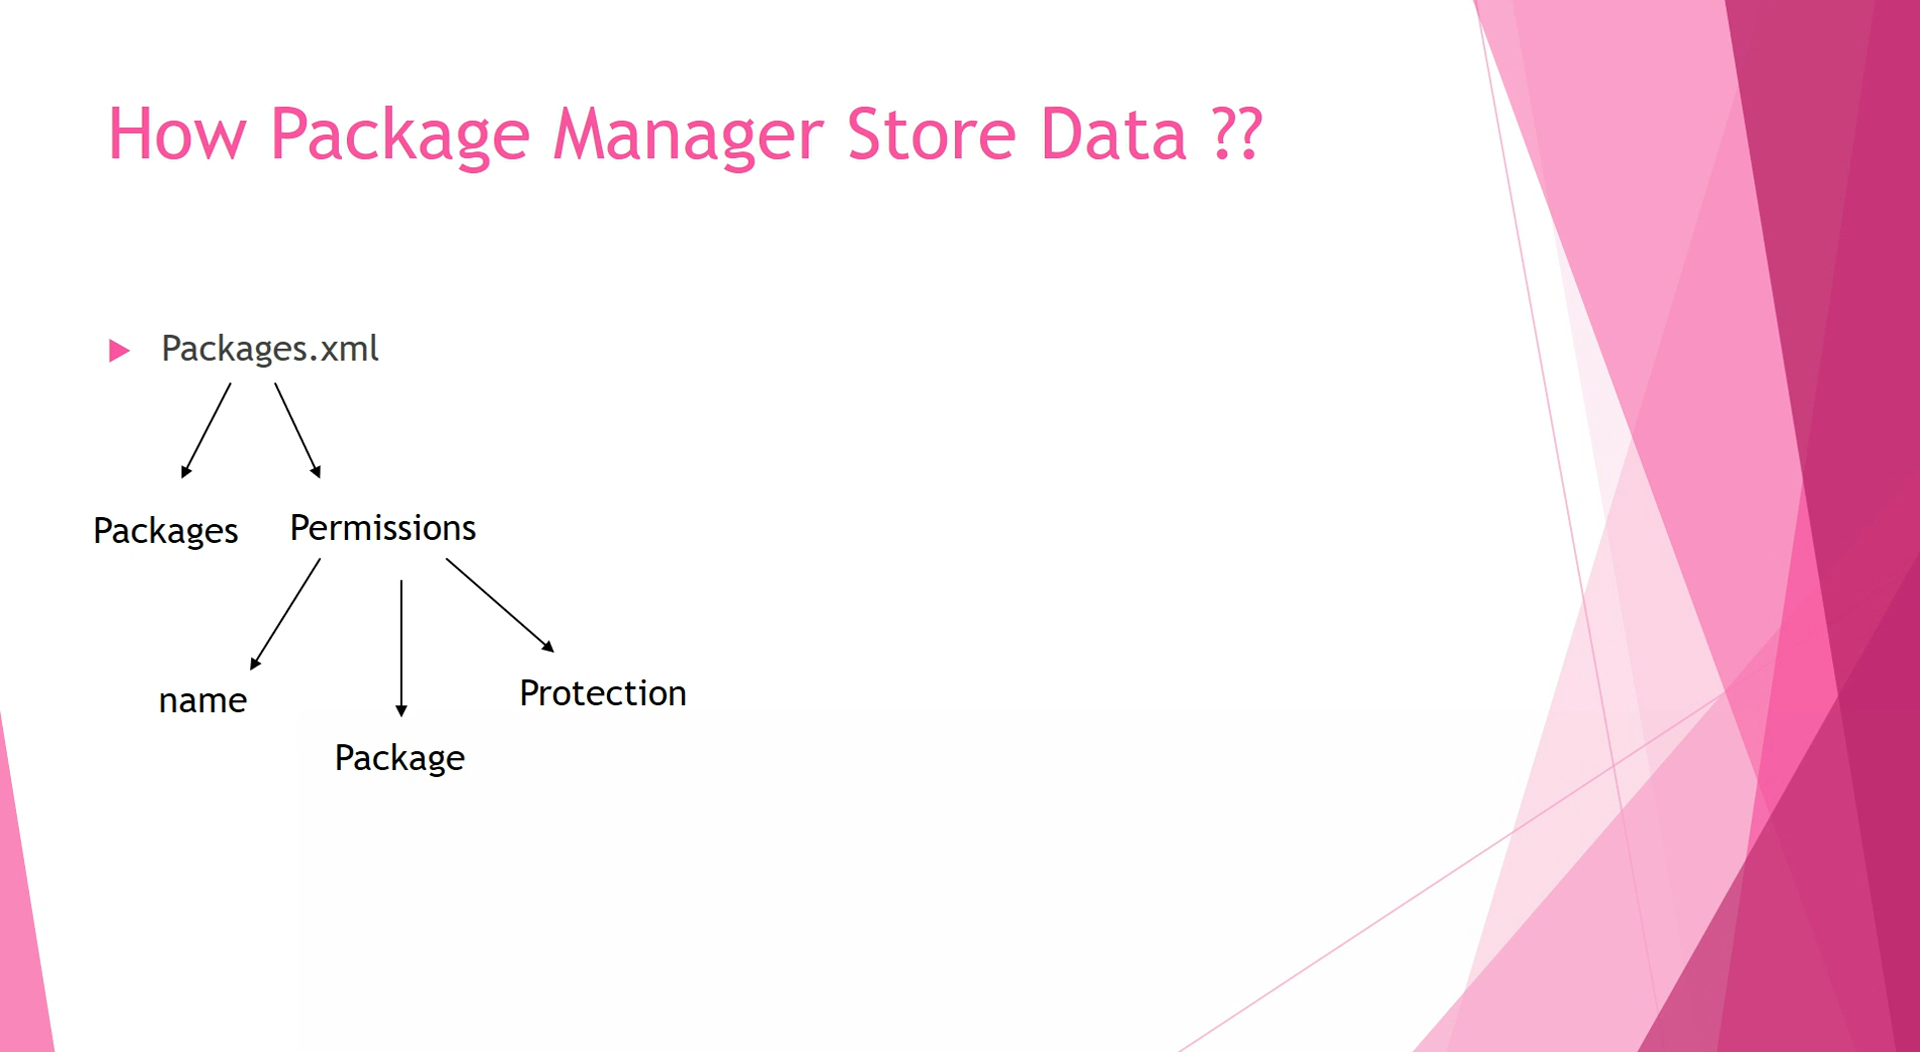 How Package Manager Store Data ??
Packages.xml
Packages Permissions
name
Protection
Package